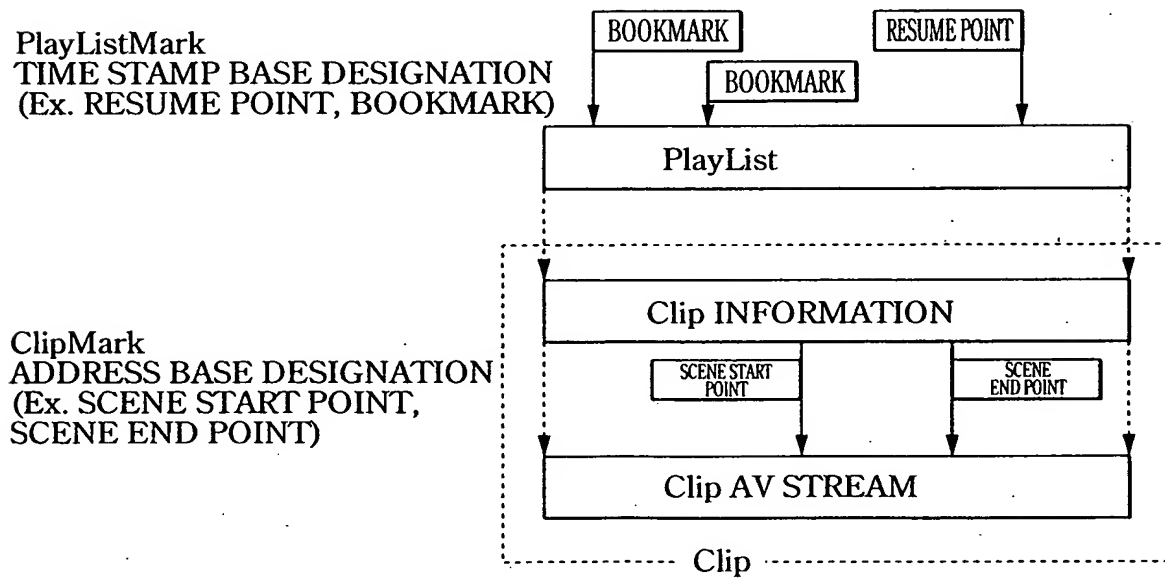 PlayListMark
TIME STAMP BASE DESIGNATION
(Ex. RESUME POINT, BOOKMARK)
BOOKMARK
RESUME POINT
BOOKMARK
PlayList
Clip INFORMATION
ClipMark
ADDRESS BASE DESIGNATION
(Ex. SCENE START POINT,
SCENE END POINT)
SCENE START
POINT
SCENE
END POINT
Clip AV STREAM
Clip